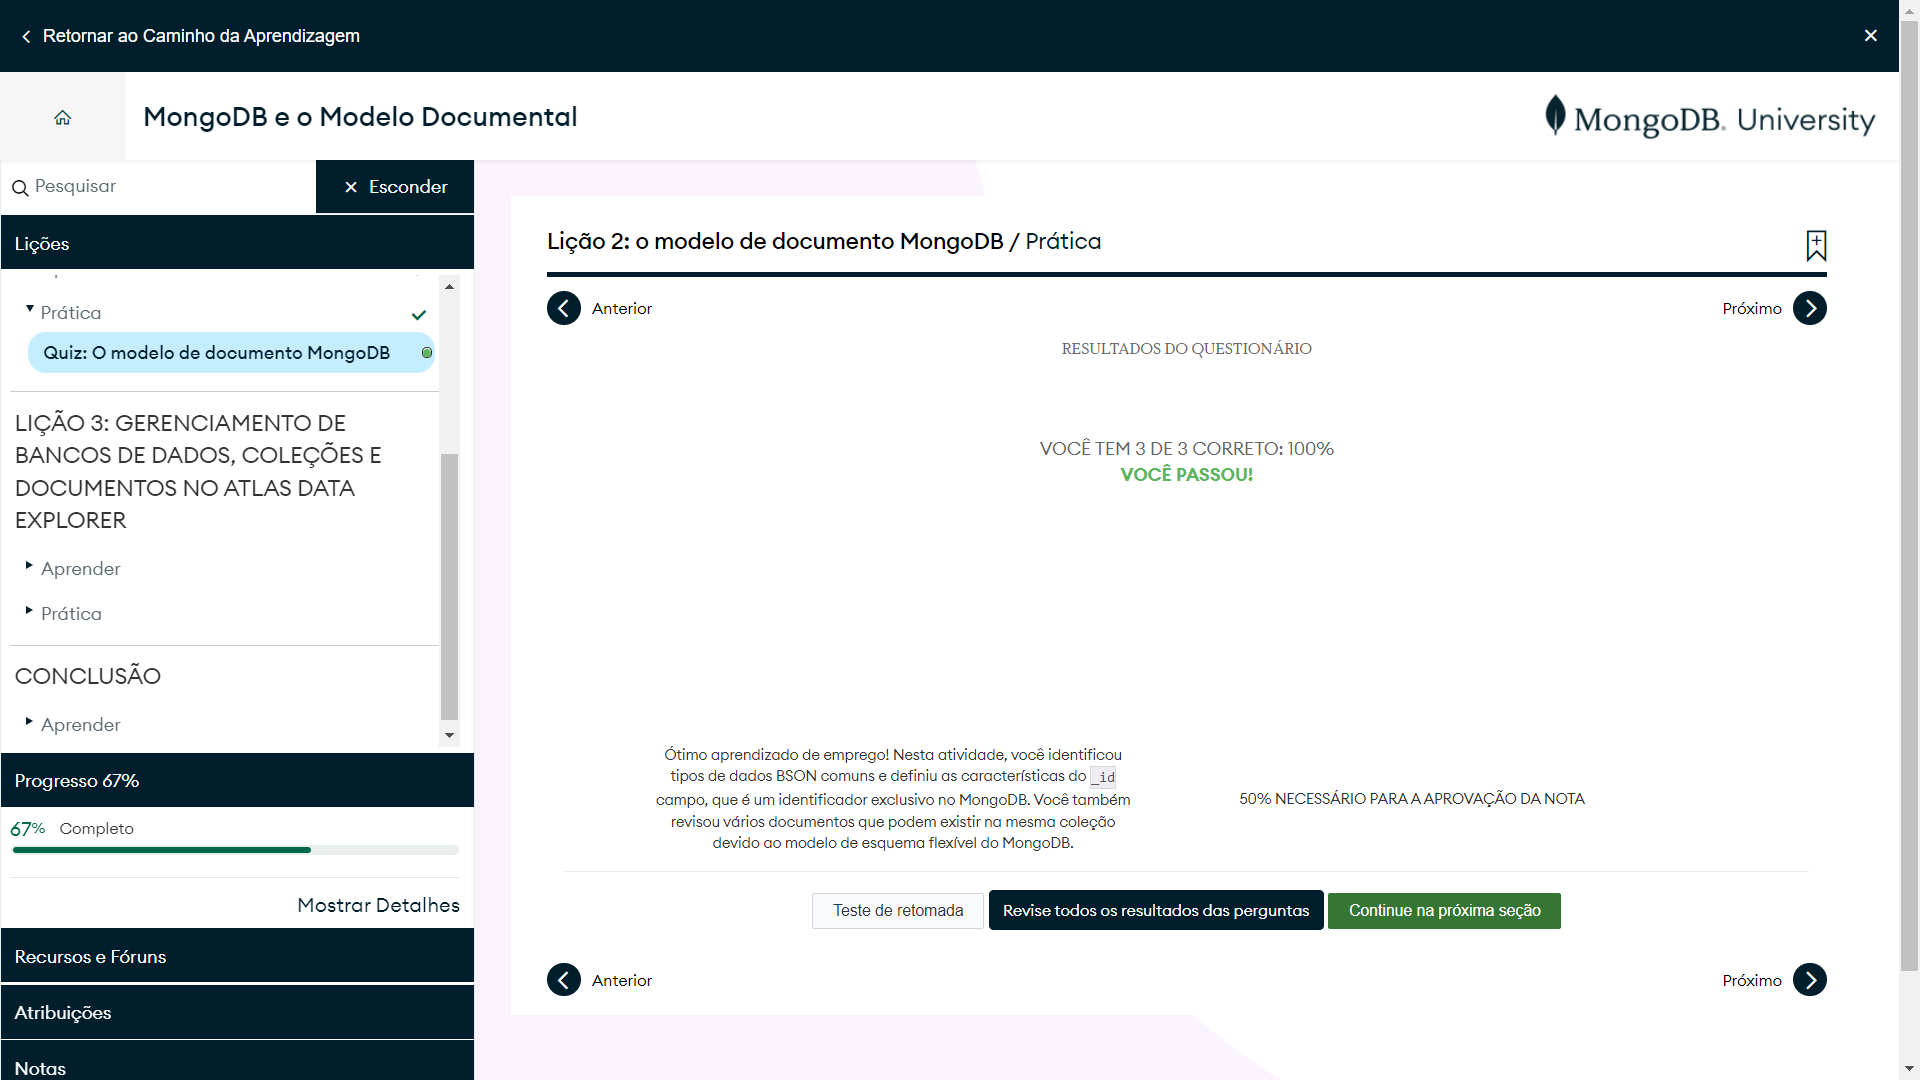 Retornar ao Caminho da Aprendizagem
MongoDB e o Modelo Documental
MongoDB. University
Pesquisar
Esconder
Lições
Prática
Quiz: O modelo de documento MongoDB
LIÇÃO 3: GERENCIAMENTO DE
BANCOS DE DADOS, COLEÇÕES E
DOCUMENTOS NO ATLAS DATA
EXPLORER
Aprender
Prática
CONCLUSÃO
Aprender
Progresso 67%
67% Completo
Mostrar Detalhes
Recursos e Fóruns
Atribuições
Notas
Lição 2: o modelo de documento MongoDB / Prática
Anterior
Próximo
RESULTADOS DO QUESTIONÁRIO
VOCÊ TEM 3 DE 3 CORRETO: 100%
VOCÊ PASSOU!
Ótimo aprendizado de emprego! Nesta atividade, você identificou
tipos de dados BSON comuns e definiu as características do _id
campo, que é um identificador exclusivo no MongoDB. Você também
revisou vários documentos que podem existir na mesma coleção
devido ao modelo de esquema flexível do MongoDB.
50% NECESSÁRIO PARA A APROVAÇÃO DA NOTA
Teste de retomada
Revise todos os resultados das perguntas
Continue na próxima seção
Anterior
Próximo